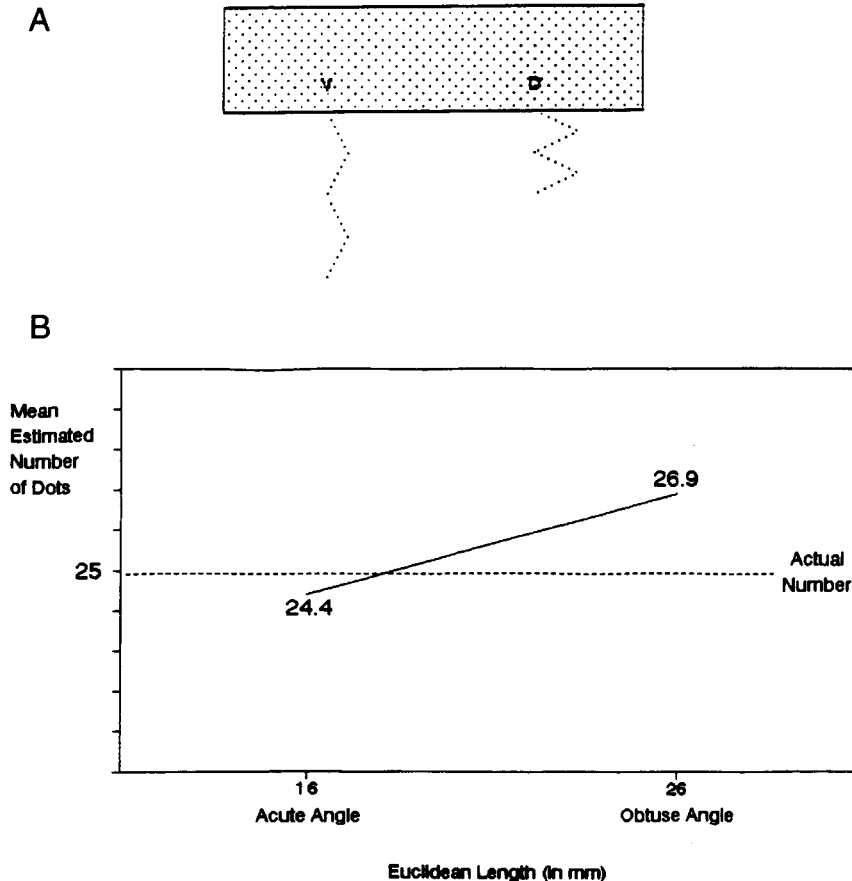 A
V D
B
Mean
Estimated
Number
of Dots
26.9
25
Actual
Number
24.4
16 26
Acute Angle Obtuse Angle
Euclidean Length (in mm)